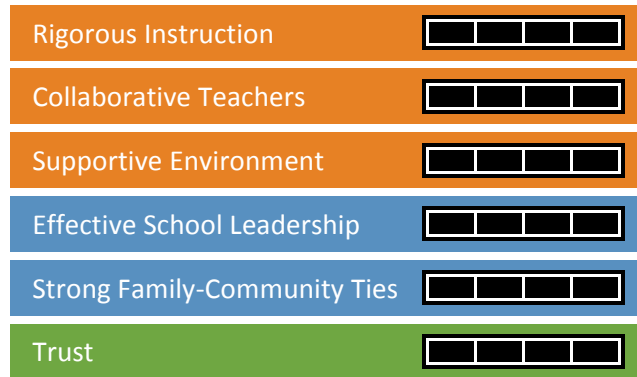 Rigorous Instruction
Collaborative Teachers
Supportive Environment
Effective School Leadership
Strong Family-Community Ties
Trust